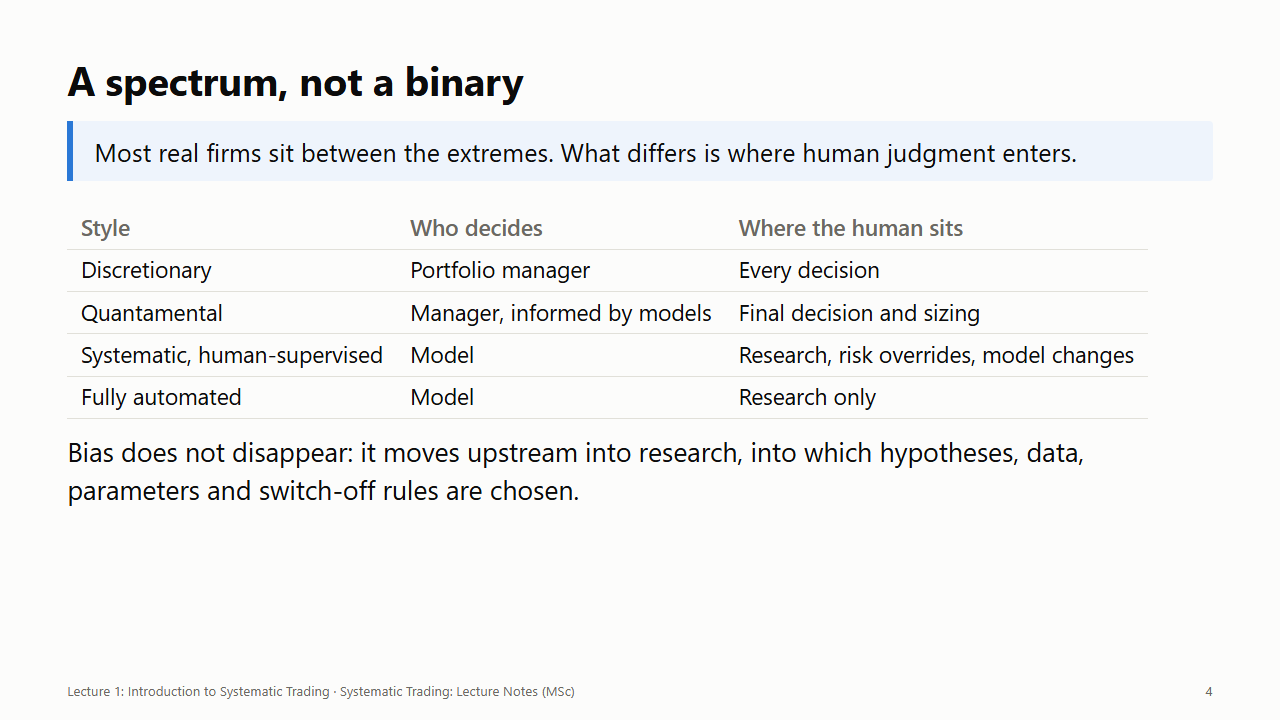 A spectrum, not a binary
Most real firms sit between the extremes. What differs is where human judgment enters.
Style Who decides Where the human sits
Discretionary Portfolio manager Every decision
Quantamental Manager, informed by models Final decision and sizing
Systematic, human-supervised Model Research, risk overrides, model changes
Fully automated Model Research only
Bias does not disappear: it moves upstream into research, into which hypotheses, data,
parameters and switch-off rules are chosen.
Lecture 1: Introduction to Systematic Trading · Systematic Trading: Lecture Notes (MSc) 4